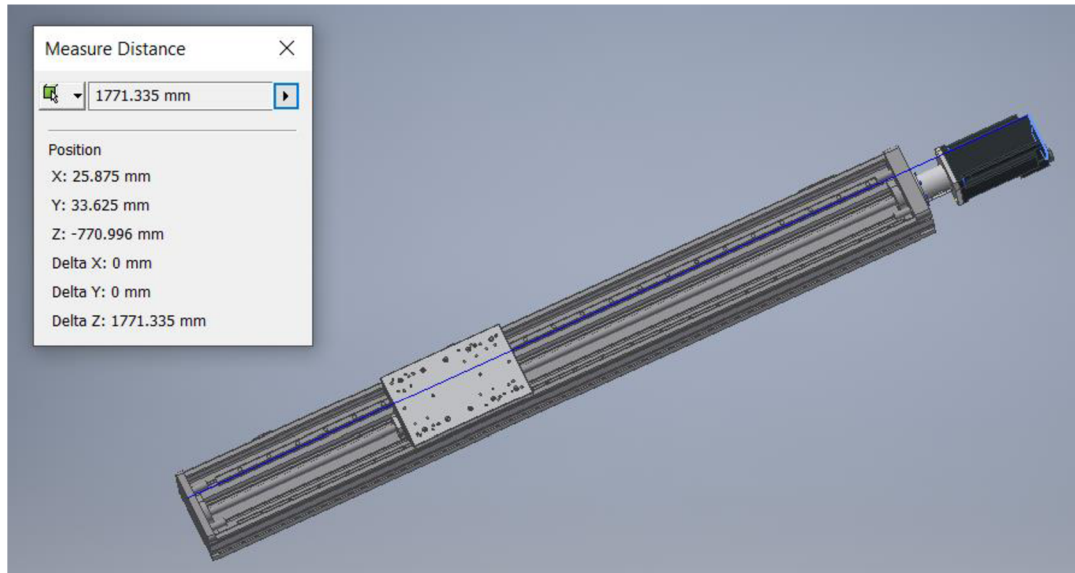 Measure Distance
1771.335 mm
Position
X: 25.875 mm
Y: 33.625 mm
Z: -770.996 mm
Delta X: 0 mm
Delta Y: 0 mm
Delta Z: 1771.335 mm